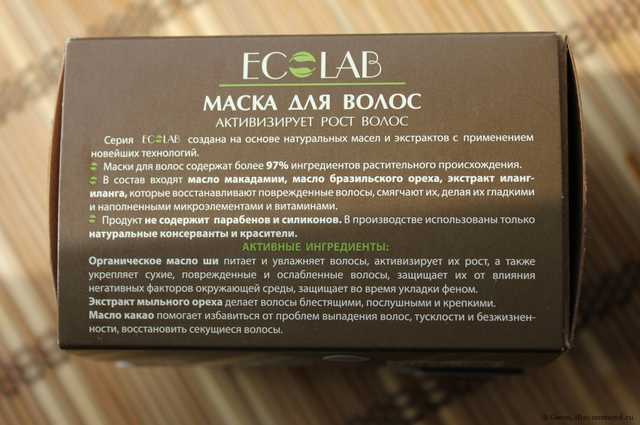 ECOLAB
МАСКА ДЛЯ ВОЛОС
АКТИВИЗИРУЕТ РОСТ ВОЛОС
Серия ECOLAB создана на основе натуральных масел и экстрактов с применением
новейших технологий.
Маски для волос содержат более 97% ингредиентов растительного происхождения.
В состав входят масло макадамии, масло бразильского ореха, экстракт иланг-
иланга, которые восстанавливают поврежденные волосы, смягчают их, делая их гладкими
и наполненными микроэлементами и витаминами.
Продукт не содержит парабенов и силиконов. В производстве использованы только
натуральные консерванты и красители.
АКТИВНЫЕ ИНГРЕДИЕНТЫ:
Органическое масло ши питает и увлажняет волосы, активизирует их рост, а также
укрепляет сухие, поврежденные и ослабленные волосы, защищает их от влияния
негативных факторов окружающей среды, защищает во время укладки феном.
Экстракт мыльного ореха делает волосы блестящими, послушными и крепкими.
Масло какао помогает избавиться от проблем выпадения волос, тусклости и безжизнен-
ности, восстановить секущиеся волосы.